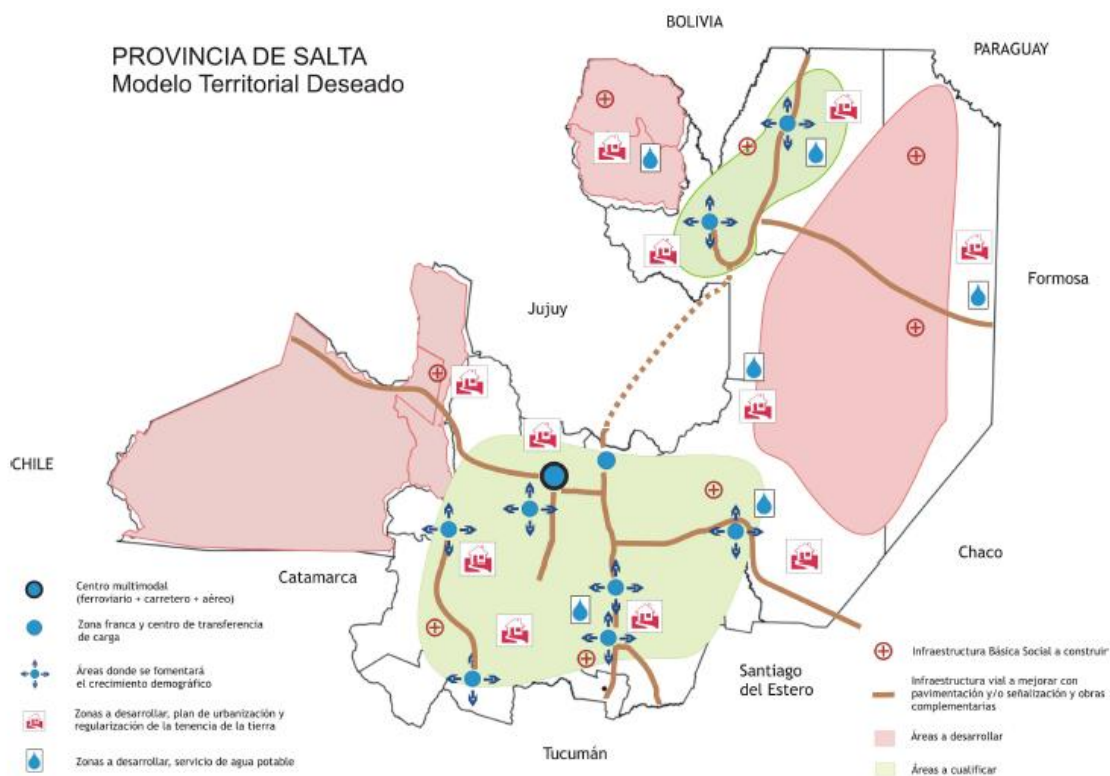 BOLIVIA
PROVINCIA DE SALTA
Modelo Territorial Deseado
PARAGUAY
Formosa
Jujuy
CHILE
Chaco
Catamarca
Santiago
del Estero
Tucumán
Centro multimodal
(ferroviario + carretero + aéreo)
Zona franca y centro de transferencia
de carga
Áreas donde se fomentará
el crecimiento demográfico
Zonas a desarrollar, plan de urbanización y
regularización de la tenencia de la tierra
Zonas a desarrollar, servicio de agua potable
Infraestructura Básica Social a construir
Infraestructura vial a mejorar con
pavimentación y/o señalización y obras
complementarias
Áreas a desarrollar
Áreas a cualificar